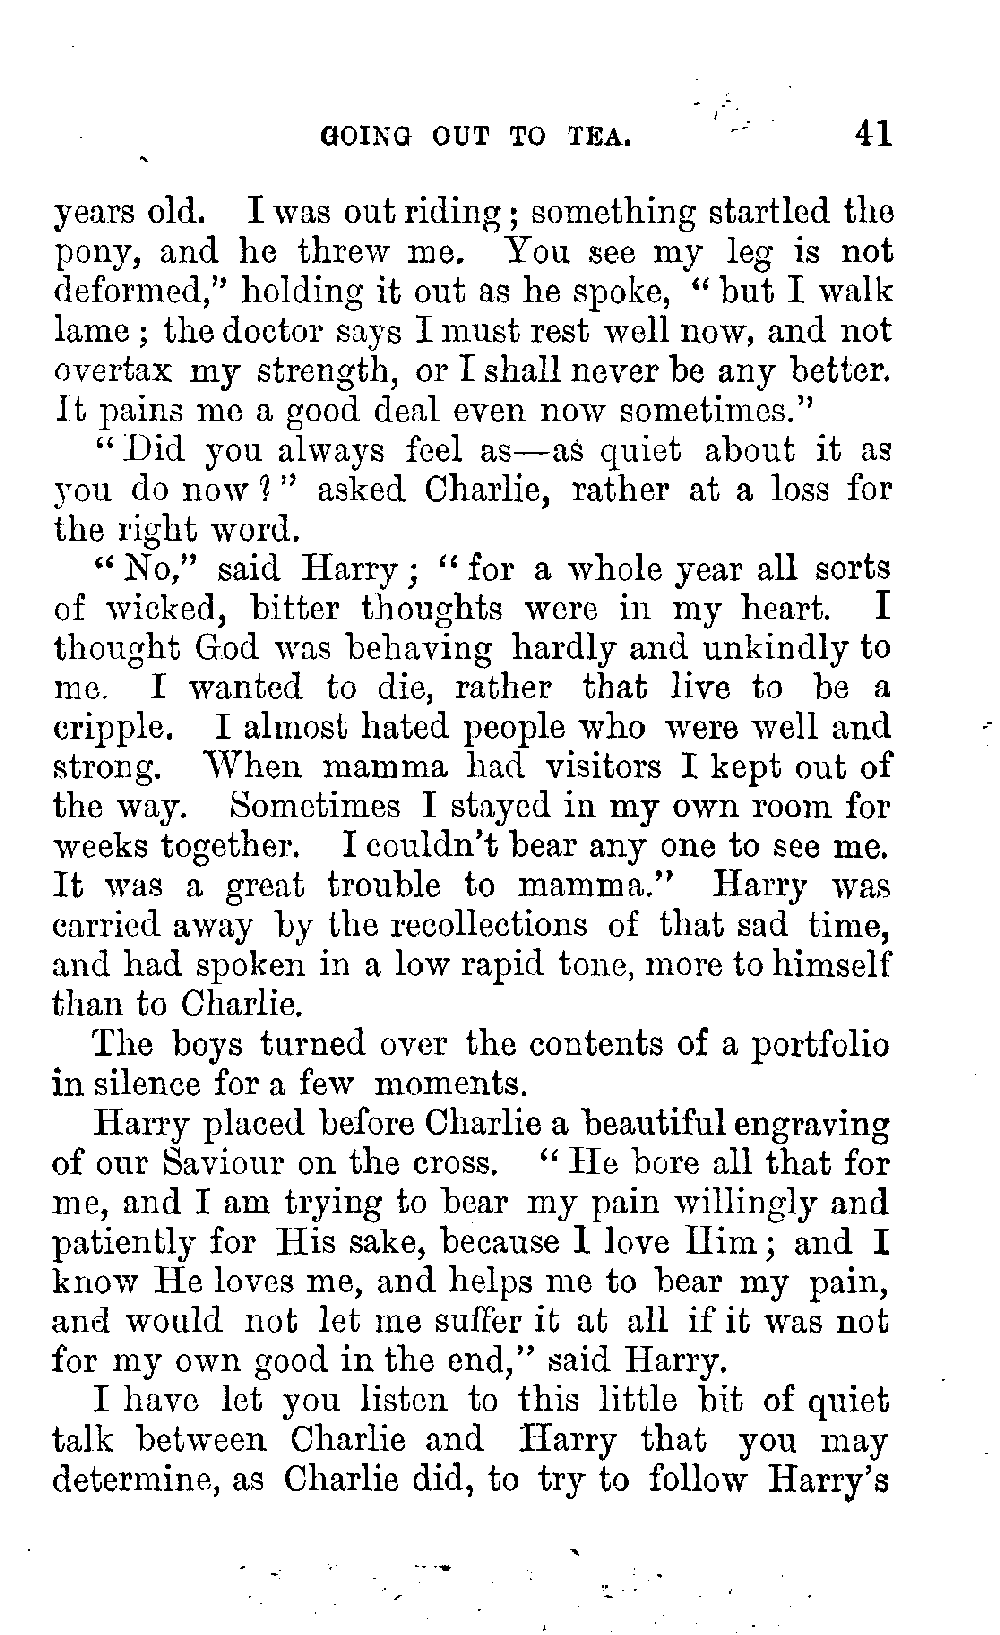 GOING OUT TO TEA. 41
years old. I was out riding; something startled the
pony, and he threw me. You see my leg is not
deformed," holding it out as he spoke, "but I walk
lame; the doctor says I must rest well now, and not
overtax my strength, or I shall never be any better.
It pains me a good deal even now sometimes."
"Did you always feel as—as quiet about it as
you do now?" asked Charlie, rather at a loss for
the right word.
"No," said Harry; "for a whole year all sorts
of wicked, bitter thoughts were in my heart. I
thought God was behaving hardly and unkindly to
me. I wanted to die, rather that live to be a
cripple. I almost hated people who were well and
strong. When mamma had visitors I kept out of
the way. Sometimes I stayed in my own room for
weeks together. I couldn't bear any one to see me.
It was a great trouble to mamma." Harry was
carried away by the recollections of that sad time,
and had spoken in a low rapid tone, more to himself
than to Charlie.
The boys turned over the contents of a portfolio
in silence for a few moments.
Harry placed before Charlie a beautiful engraving
of our Saviour on the cross. "He bore all that for
me, and I am trying to bear my pain willingly and
patiently for His sake, because I love Him; and I
know He loves me, and helps me to bear my pain,
and would not let me suffer it at all if it was not
for my own good in the end," said Harry.
I have let you listen to this little bit of quiet
talk between Charlie and Harry that you may
determine, as Charlie did, to try to follow Harry's